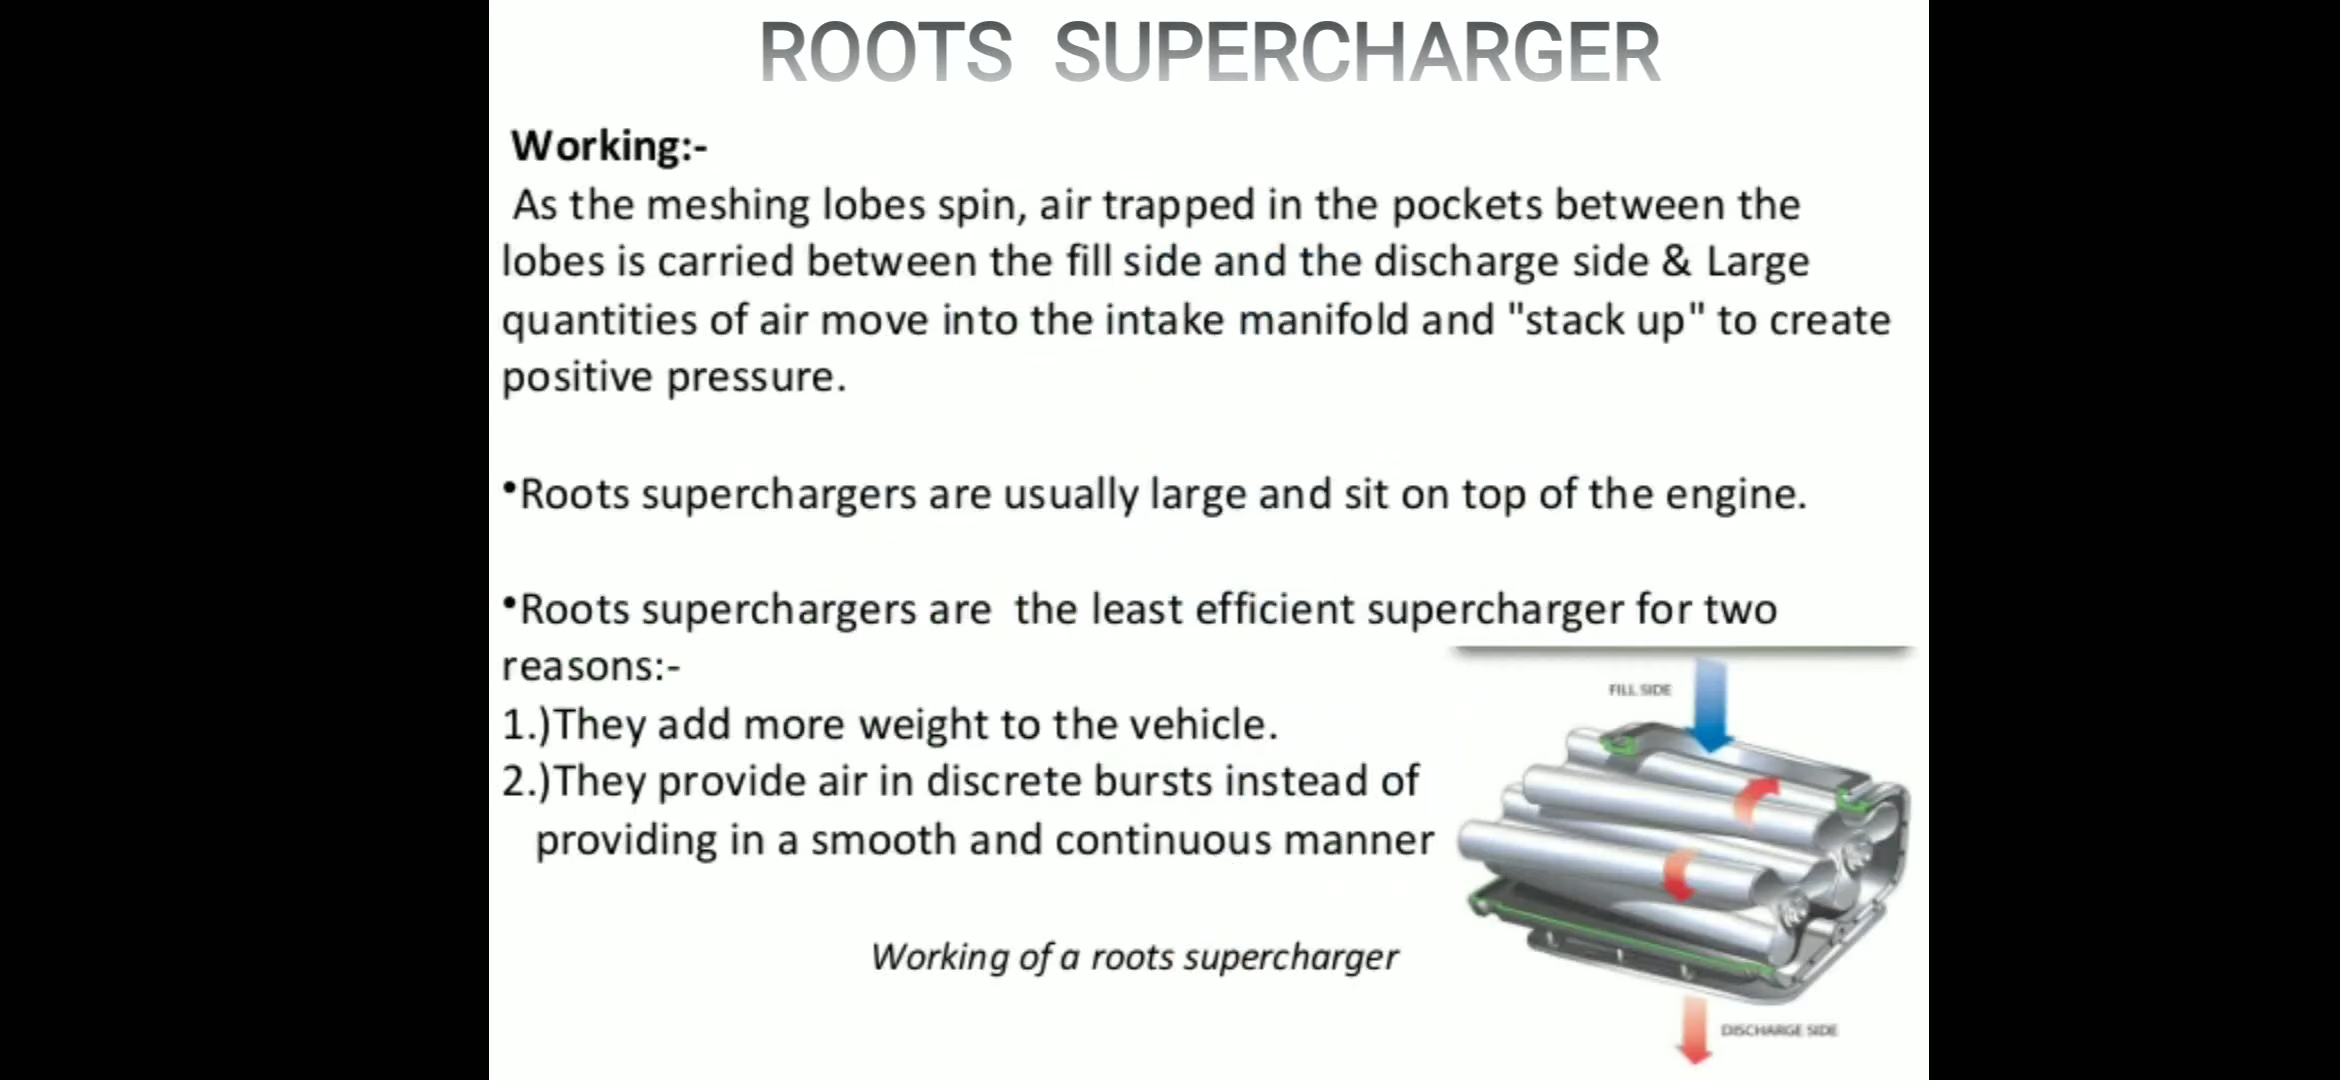 ROOTS SUPERCHARGER
Working:-
As the meshing lobes spin, air trapped in the pockets between the
lobes is carried between the fill side and the discharge side & Large
quantities of air move into the intake manifold and "stack up" to create
positive pressure.
•Roots superchargers are usually large and sit on top of the engine.
•Roots superchargers are the least efficient supercharger for two
reasons:-
1.)They add more weight to the vehicle.
2.)They provide air in discrete bursts instead of
providing in a smooth and continuous manner
FILL SIDE
Working of a roots supercharger
DISCHARGE SIDE